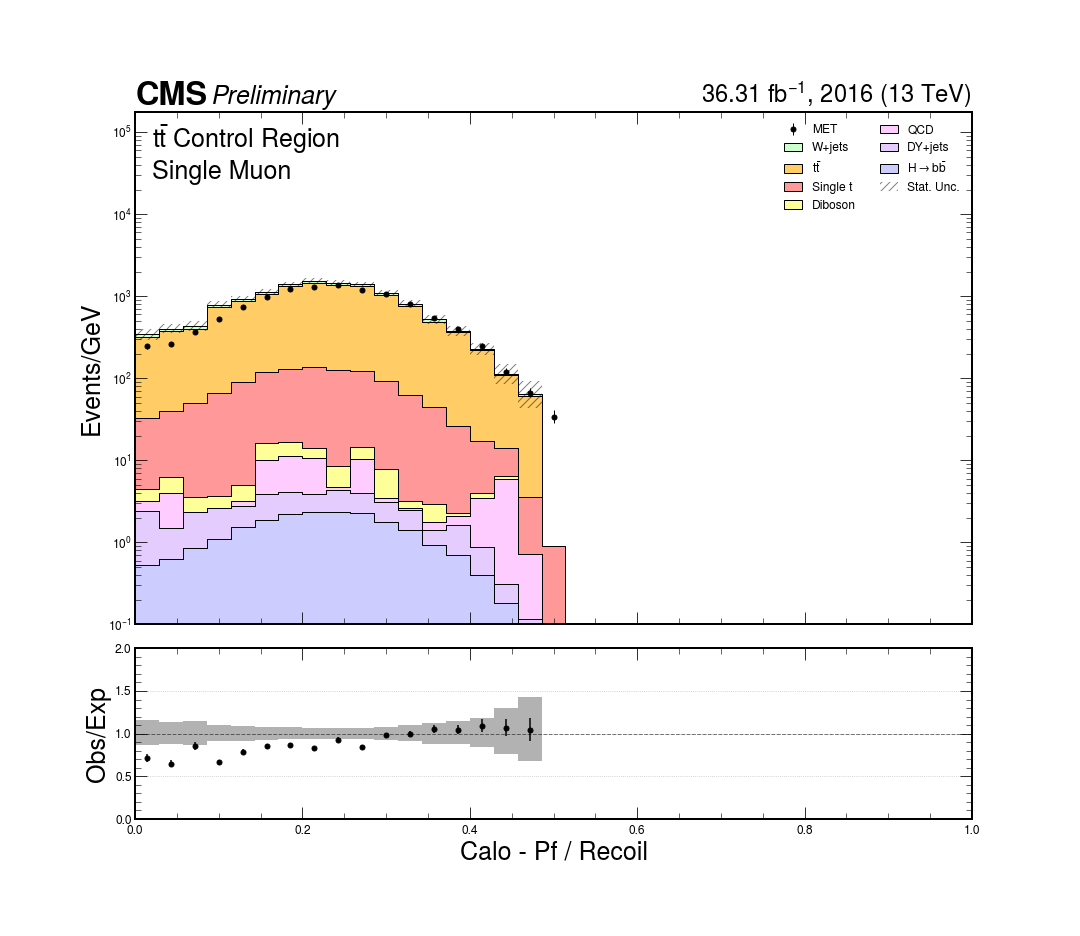 CMS Preliminary
36.31 fb⁻¹, 2016 (13 TeV)
tt̄ Control Region
Single Muon
MET
W+jets
tt̄
Single t
Diboson
QCD
DY+jets
H→bb̄
Stat. Unc.
Events/GeV
10⁵
10⁴
10³
10²
10¹
10⁰
10⁻¹
Obs/Exp
2.0
1.5
1.0
0.5
0.0
0.0 0.2 0.4 0.6 0.8 1.0
Calo - Pf / Recoil